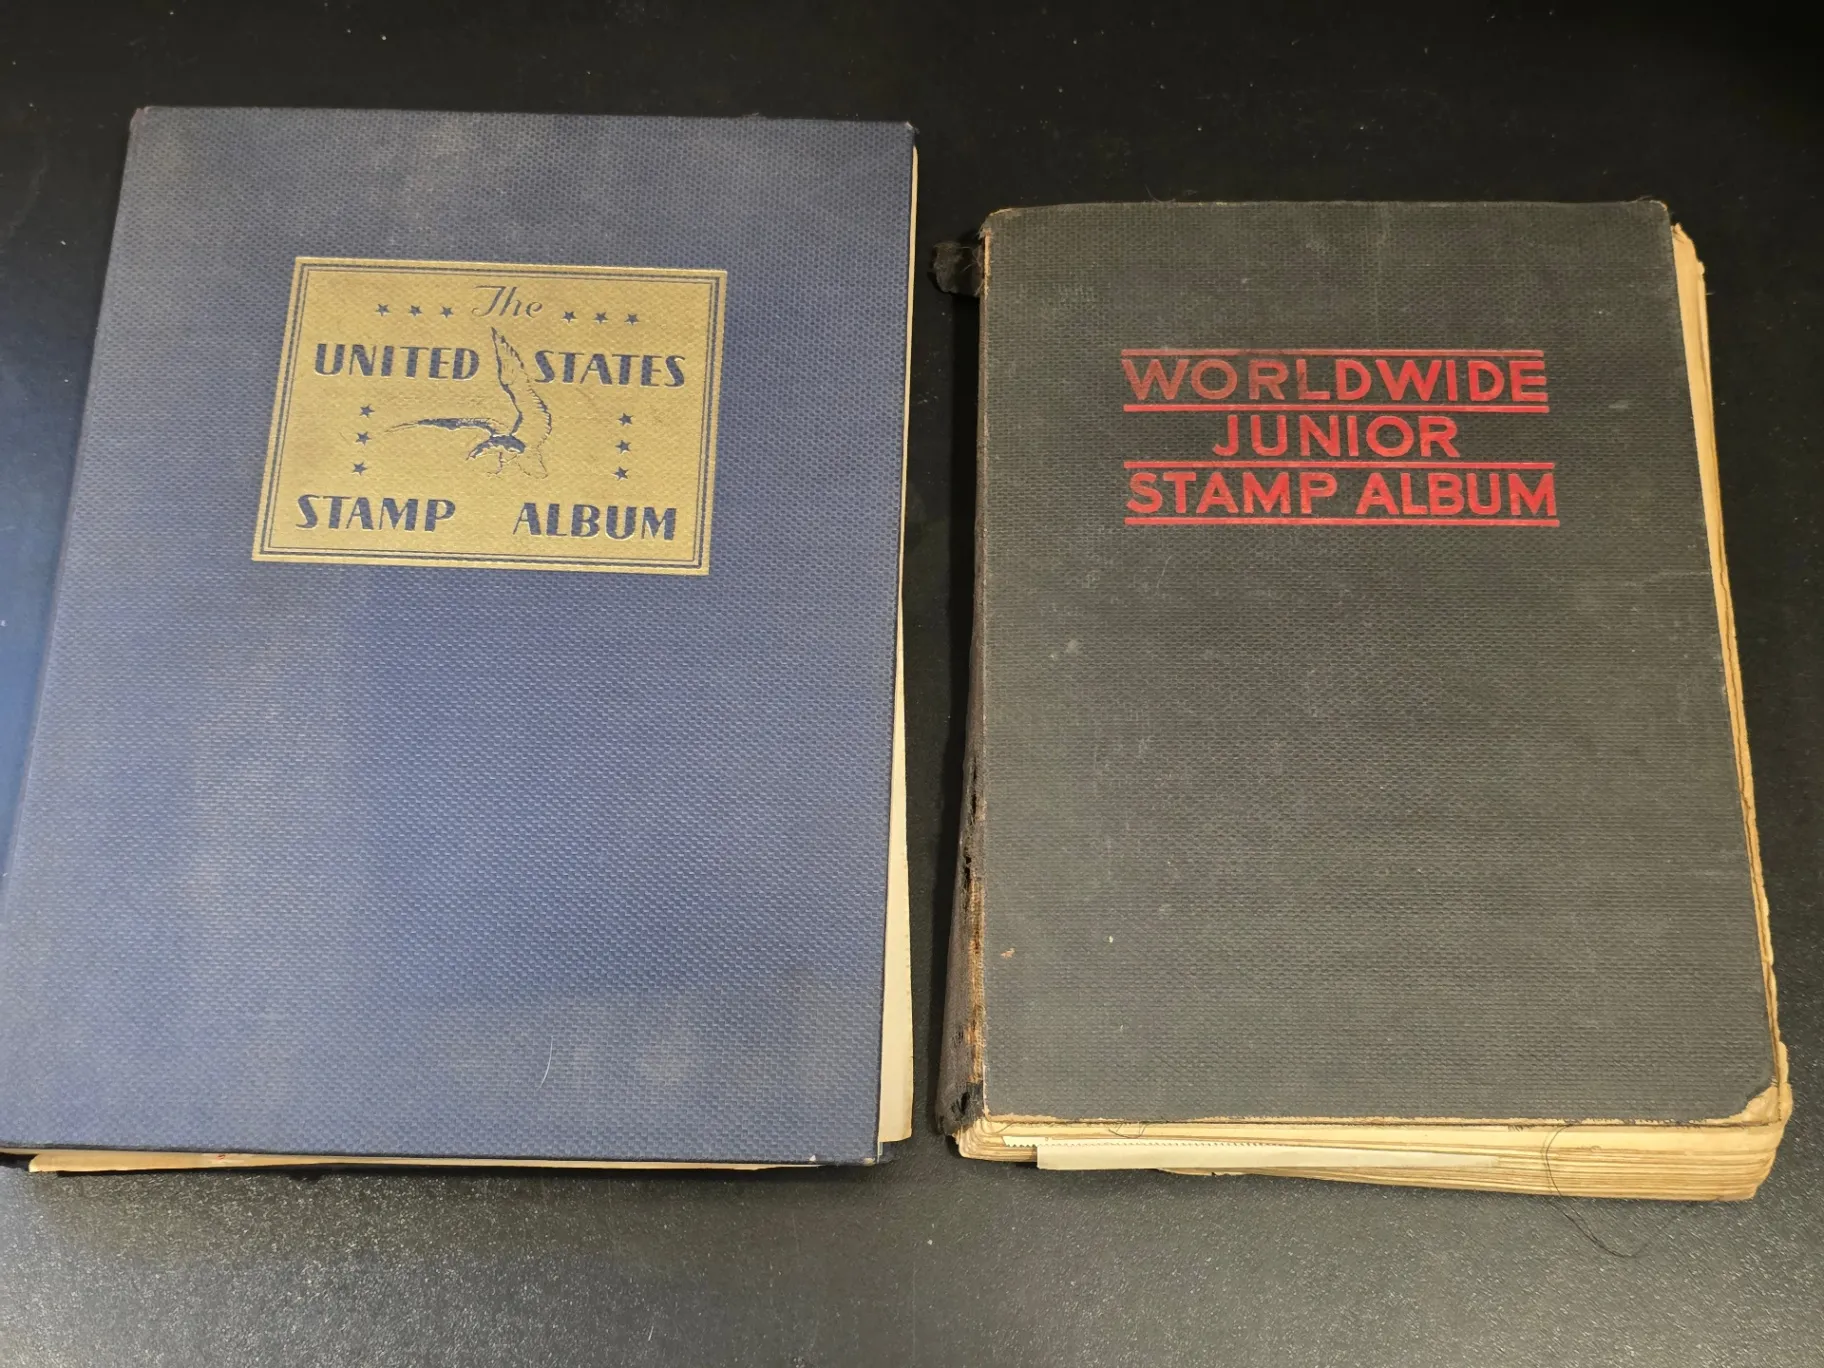 The
UNITED STATES
STAMP ALBUM
WORLDWIDE
JUNIOR
STAMP ALBUM